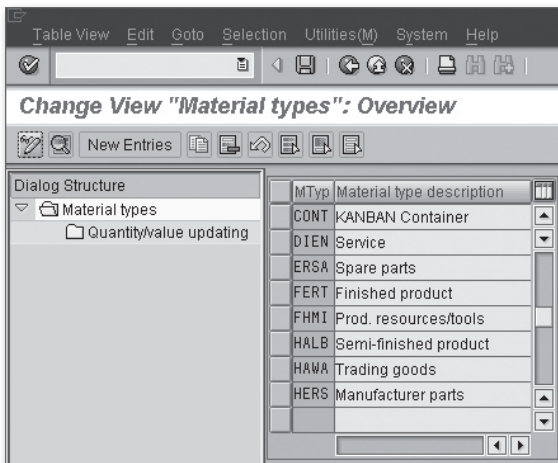 Table View Edit Goto Selection Utilities(M) System Help
Change View "Material types": Overview
New Entries
Dialog Structure
Material types
Quantity/value updating
MTyp Material type description
CONT KANBAN Container
DIEN Service
ERSA Spare parts
FERT Finished product
FHMI Prod. resources/tools
HALB Semi-finished product
HAWA Trading goods
HERS Manufacturer parts